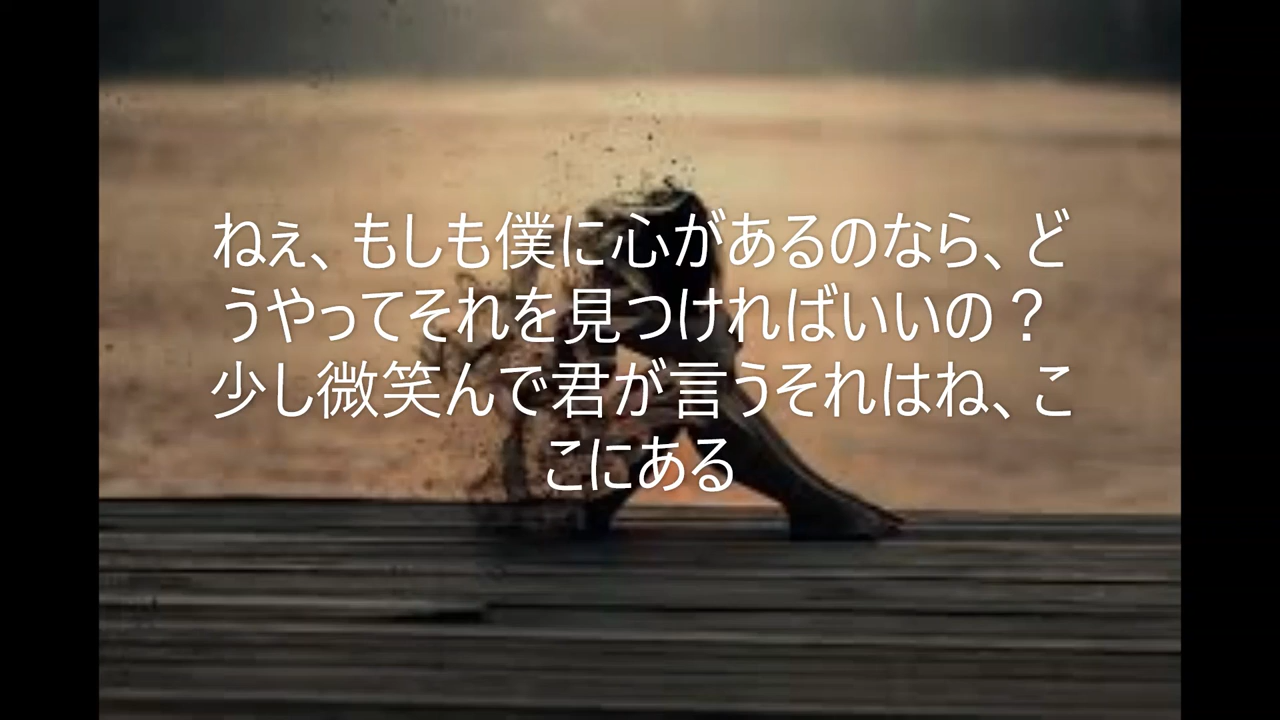 ねぇ、もしも僕に心があるのなら、ど
うやってそれを見つければいいの？
少し微笑んで君が言うそれはね、こ
こにある